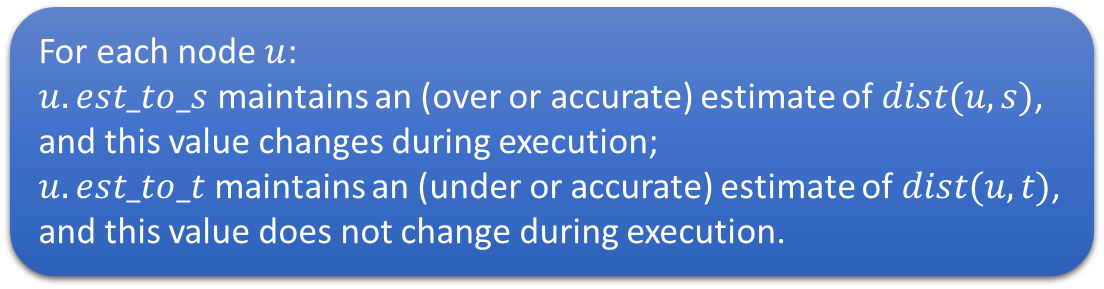 For each node 𝑢:
𝑢. 𝑒𝑠𝑡_𝑡𝑜_𝑠 maintains an (over or accurate) estimate of 𝑑𝑖𝑠𝑡(𝑢, 𝑠),
and this value changes during execution;
𝑢. 𝑒𝑠𝑡_𝑡𝑜_𝑡 maintains an (under or accurate) estimate of 𝑑𝑖𝑠𝑡(𝑢, 𝑡),
and this value does not change during execution.